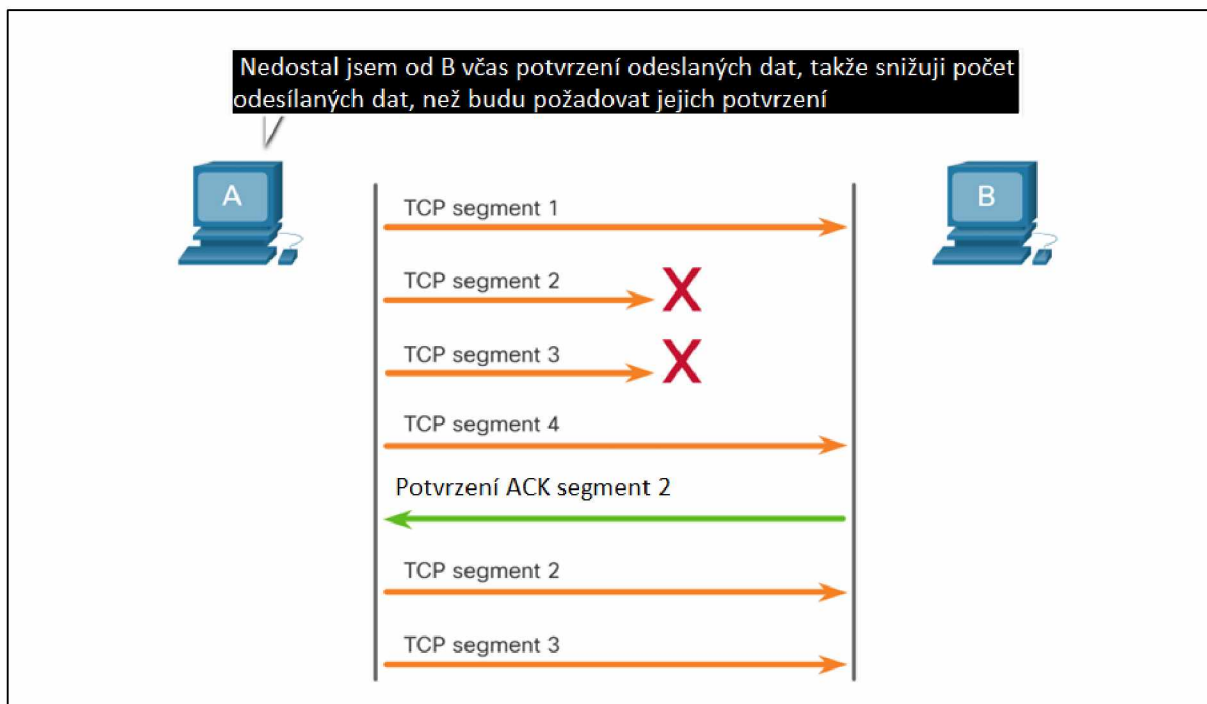 Nedostal jsem od B včas potvrzení odeslaných dat, takže snižuji počet
odesílaných dat, než budu požadovat jejich potvrzení
A
B
TCP segment 1
TCP segment 2
X
TCP segment 3
X
TCP segment 4
Potvrzení ACK segment 2
TCP segment 2
TCP segment 3